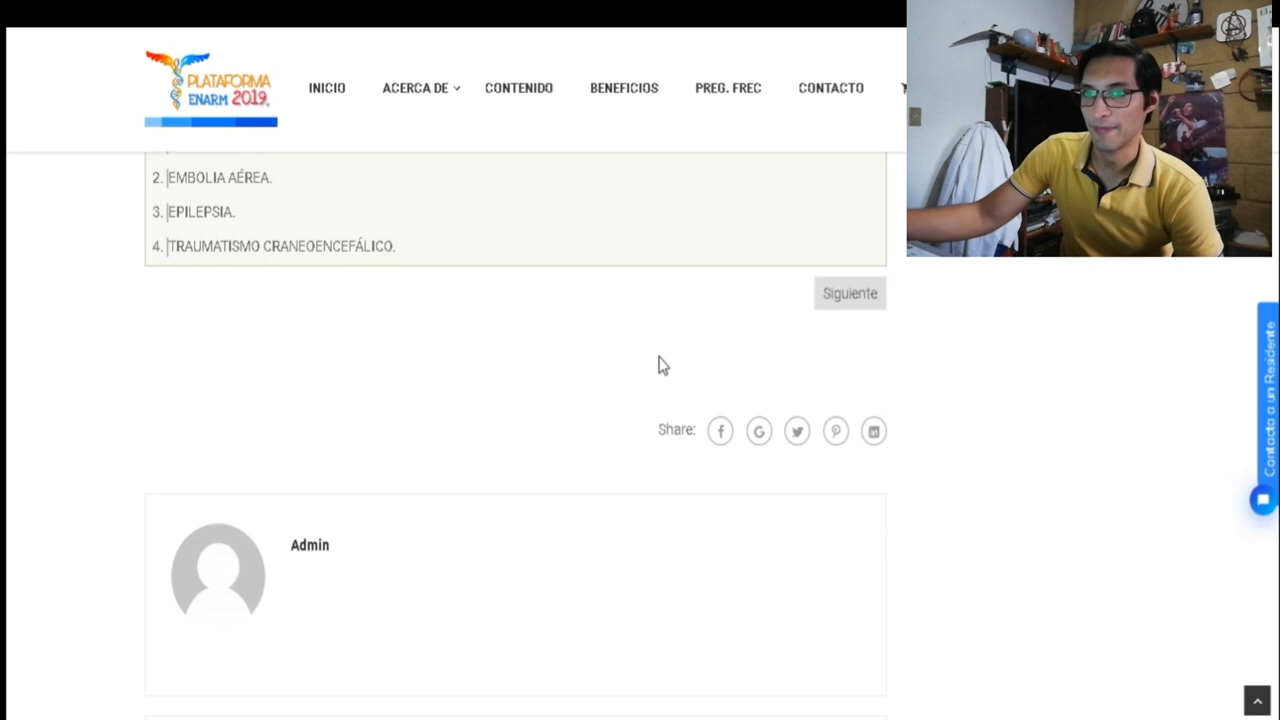 PLATAFORMA
ENARM 2019
INICIO
ACERCA DE
CONTENIDO
BENEFICIOS
PREG. FREC
CONTACTO
2. EMBOLIA AÉREA.
3. EPILEPSIA.
4. TRAUMATISMO CRANEOENCEFÁLICO.
Siguiente
Share:
Admin
Contacta a un Residente